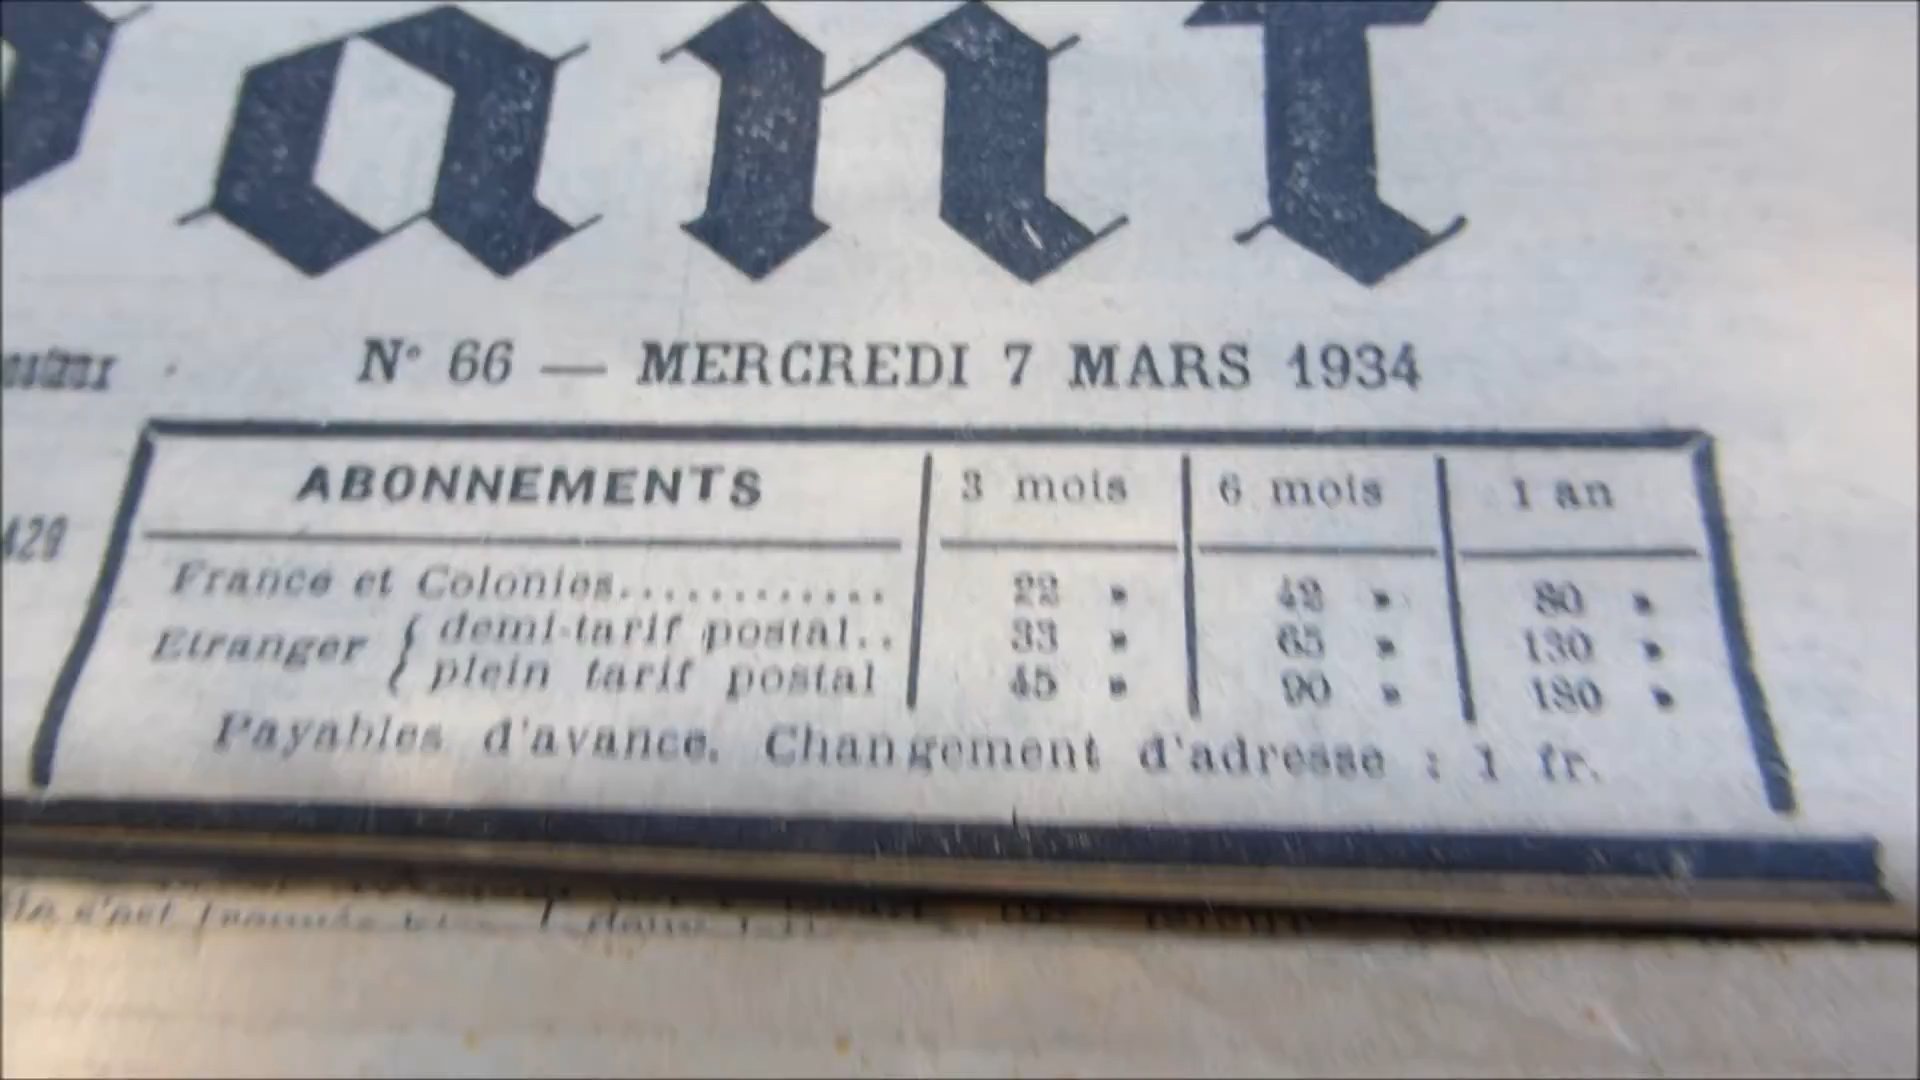 ant
N° 66 — MERCREDI 7 MARS 1934
ABONNEMENTS 3 mois 6 mois 1 an
420
France et Colonies............ 22 » 42 » 80 »
Etranger { demi-tarif postal.. 33 » 65 » 130 »
plein tarif postal 45 » 90 » 180 »
Payables d'avance. Changement d'adresse : 1 fr.